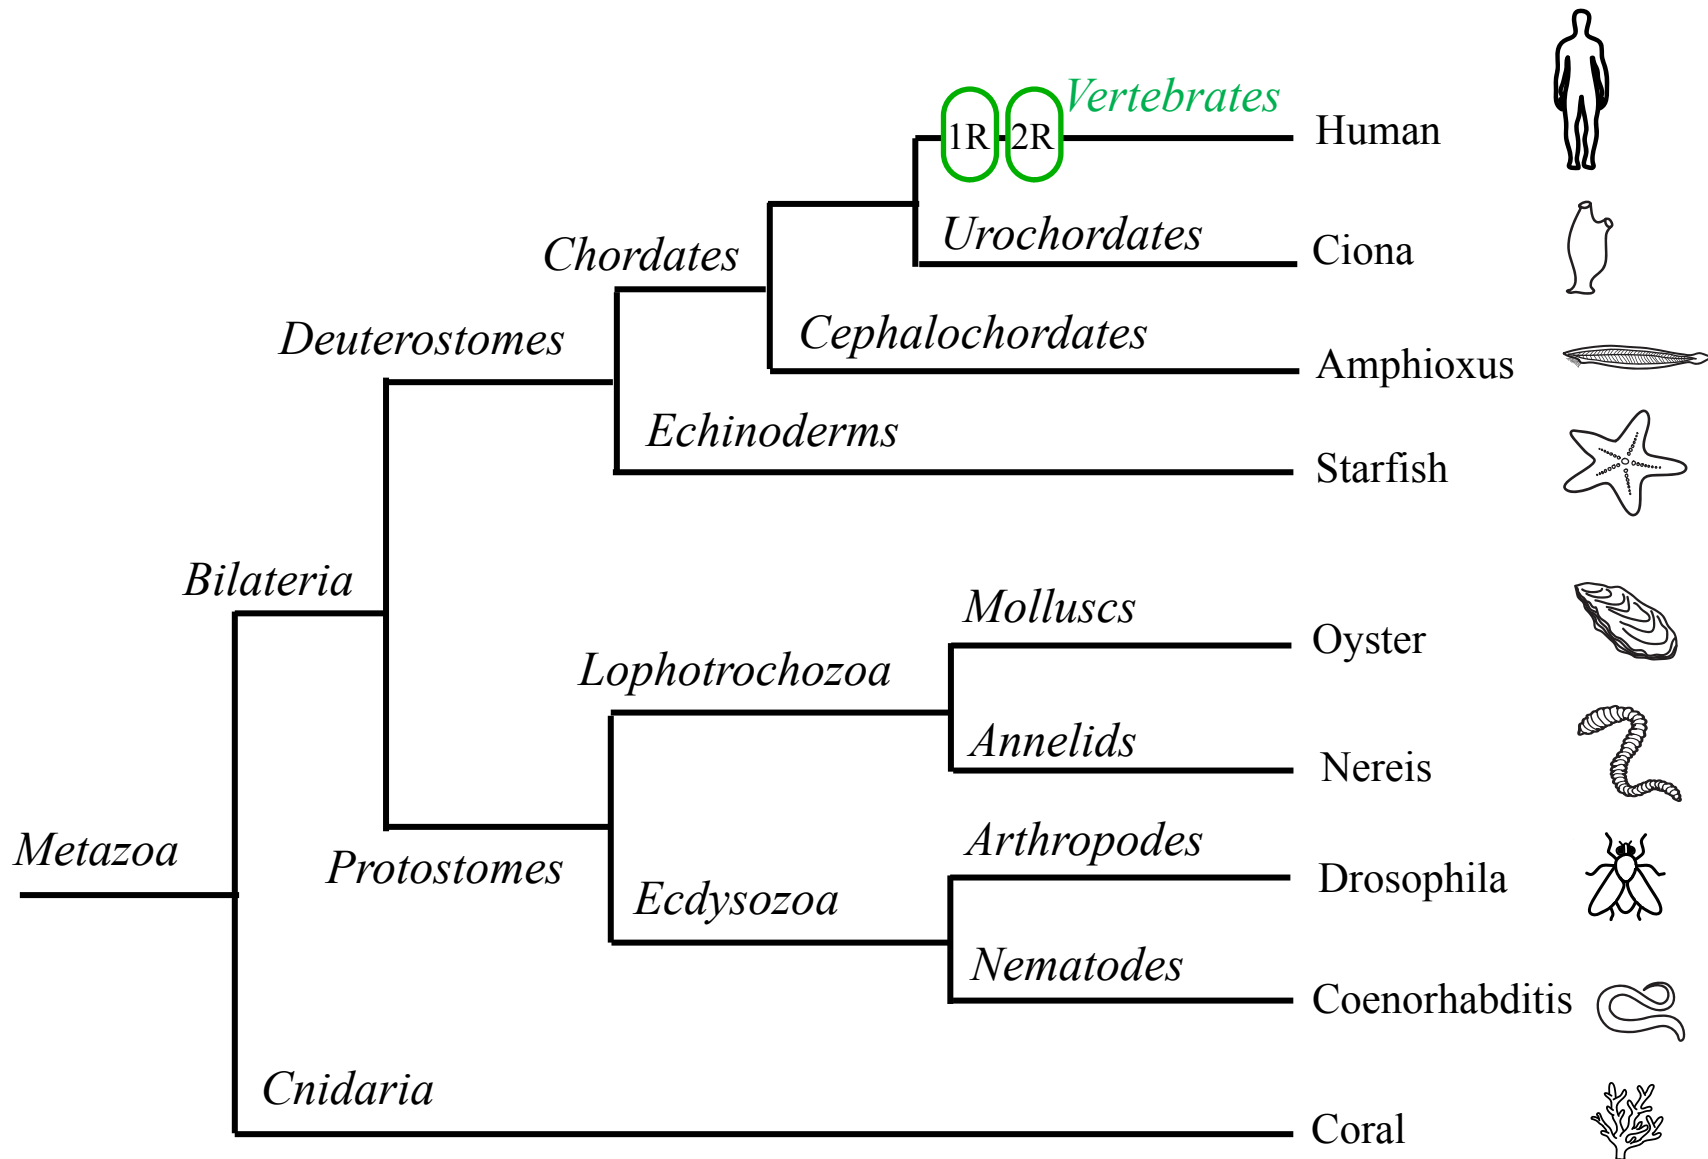 Vertebrates
1R
2R
Human
Urochordates
Ciona
Chordates
Cephalochordates
Amphioxus
Deuterostomes
Echinoderms
Starfish
Bilateria
Molluscs
Oyster
Lophotrochozoa
Annelids
Nereis
Metazoa
Protostomes
Arthropodes
Drosophila
Ecdysozoa
Nematodes
Coenorhabditis
Cnidaria
Coral